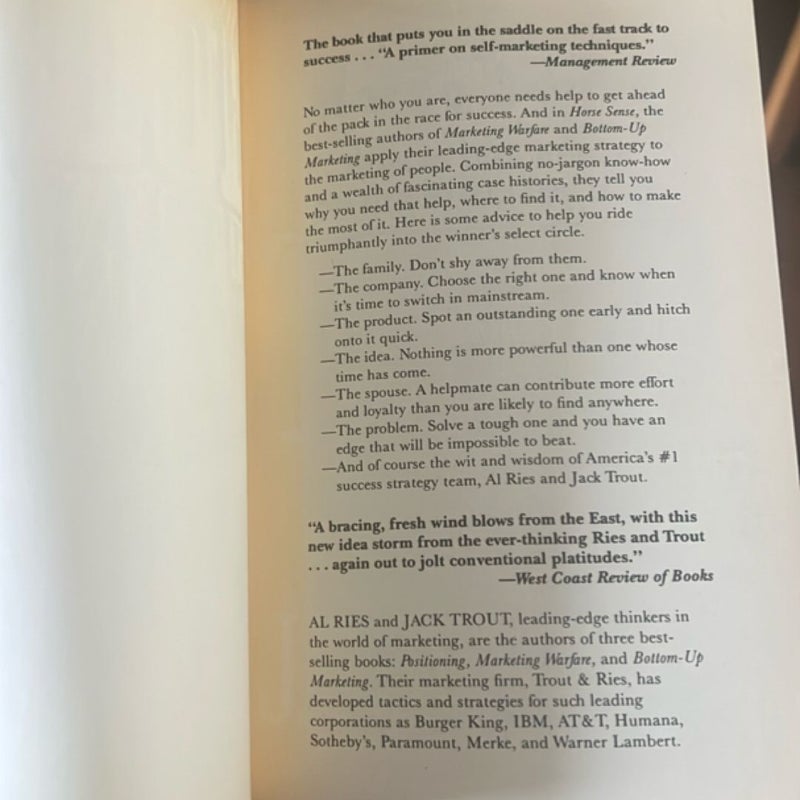 The book that puts you in the saddle on the fast track to
success . . . “A primer on self-marketing techniques.”
—Management Review
No matter who you are, everyone needs help to get ahead
of the pack in the race for success. And in Horse Sense, the
best-selling authors of Marketing Warfare and Bottom-Up
Marketing apply their leading-edge marketing strategy to
the marketing of people. Combining no-jargon know-how
and a wealth of fascinating case histories, they tell you
why you need that help, where to find it, and how to make
the most of it. Here is some advice to help you ride
triumphantly into the winner’s select circle.
—The family. Don’t shy away from them.
—The company. Choose the right one and know when
it’s time to switch in mainstream.
—The product. Spot an outstanding one early and hitch
onto it quick.
—The idea. Nothing is more powerful than one whose
time has come.
—The spouse. A helpmate can contribute more effort
and loyalty than you are likely to find anywhere.
—The problem. Solve a tough one and you have an
edge that will be impossible to beat.
—And of course the wit and wisdom of America’s #1
success strategy team, Al Ries and Jack Trout.
“A bracing, fresh wind blows from the East, with this
new idea storm from the ever-thinking Ries and Trout
. . . again out to jolt conventional platitudes.”
—West Coast Review of Books
AL RIES and JACK TROUT, leading-edge thinkers in
the world of marketing, are the authors of three best-
selling books: Positioning, Marketing Warfare, and Bottom-Up
Marketing. Their marketing firm, Trout & Ries, has
developed tactics and strategies for such leading
corporations as Burger King, IBM, AT&T, Humana,
Sotheby’s, Paramount, Merke, and Warner Lambert.